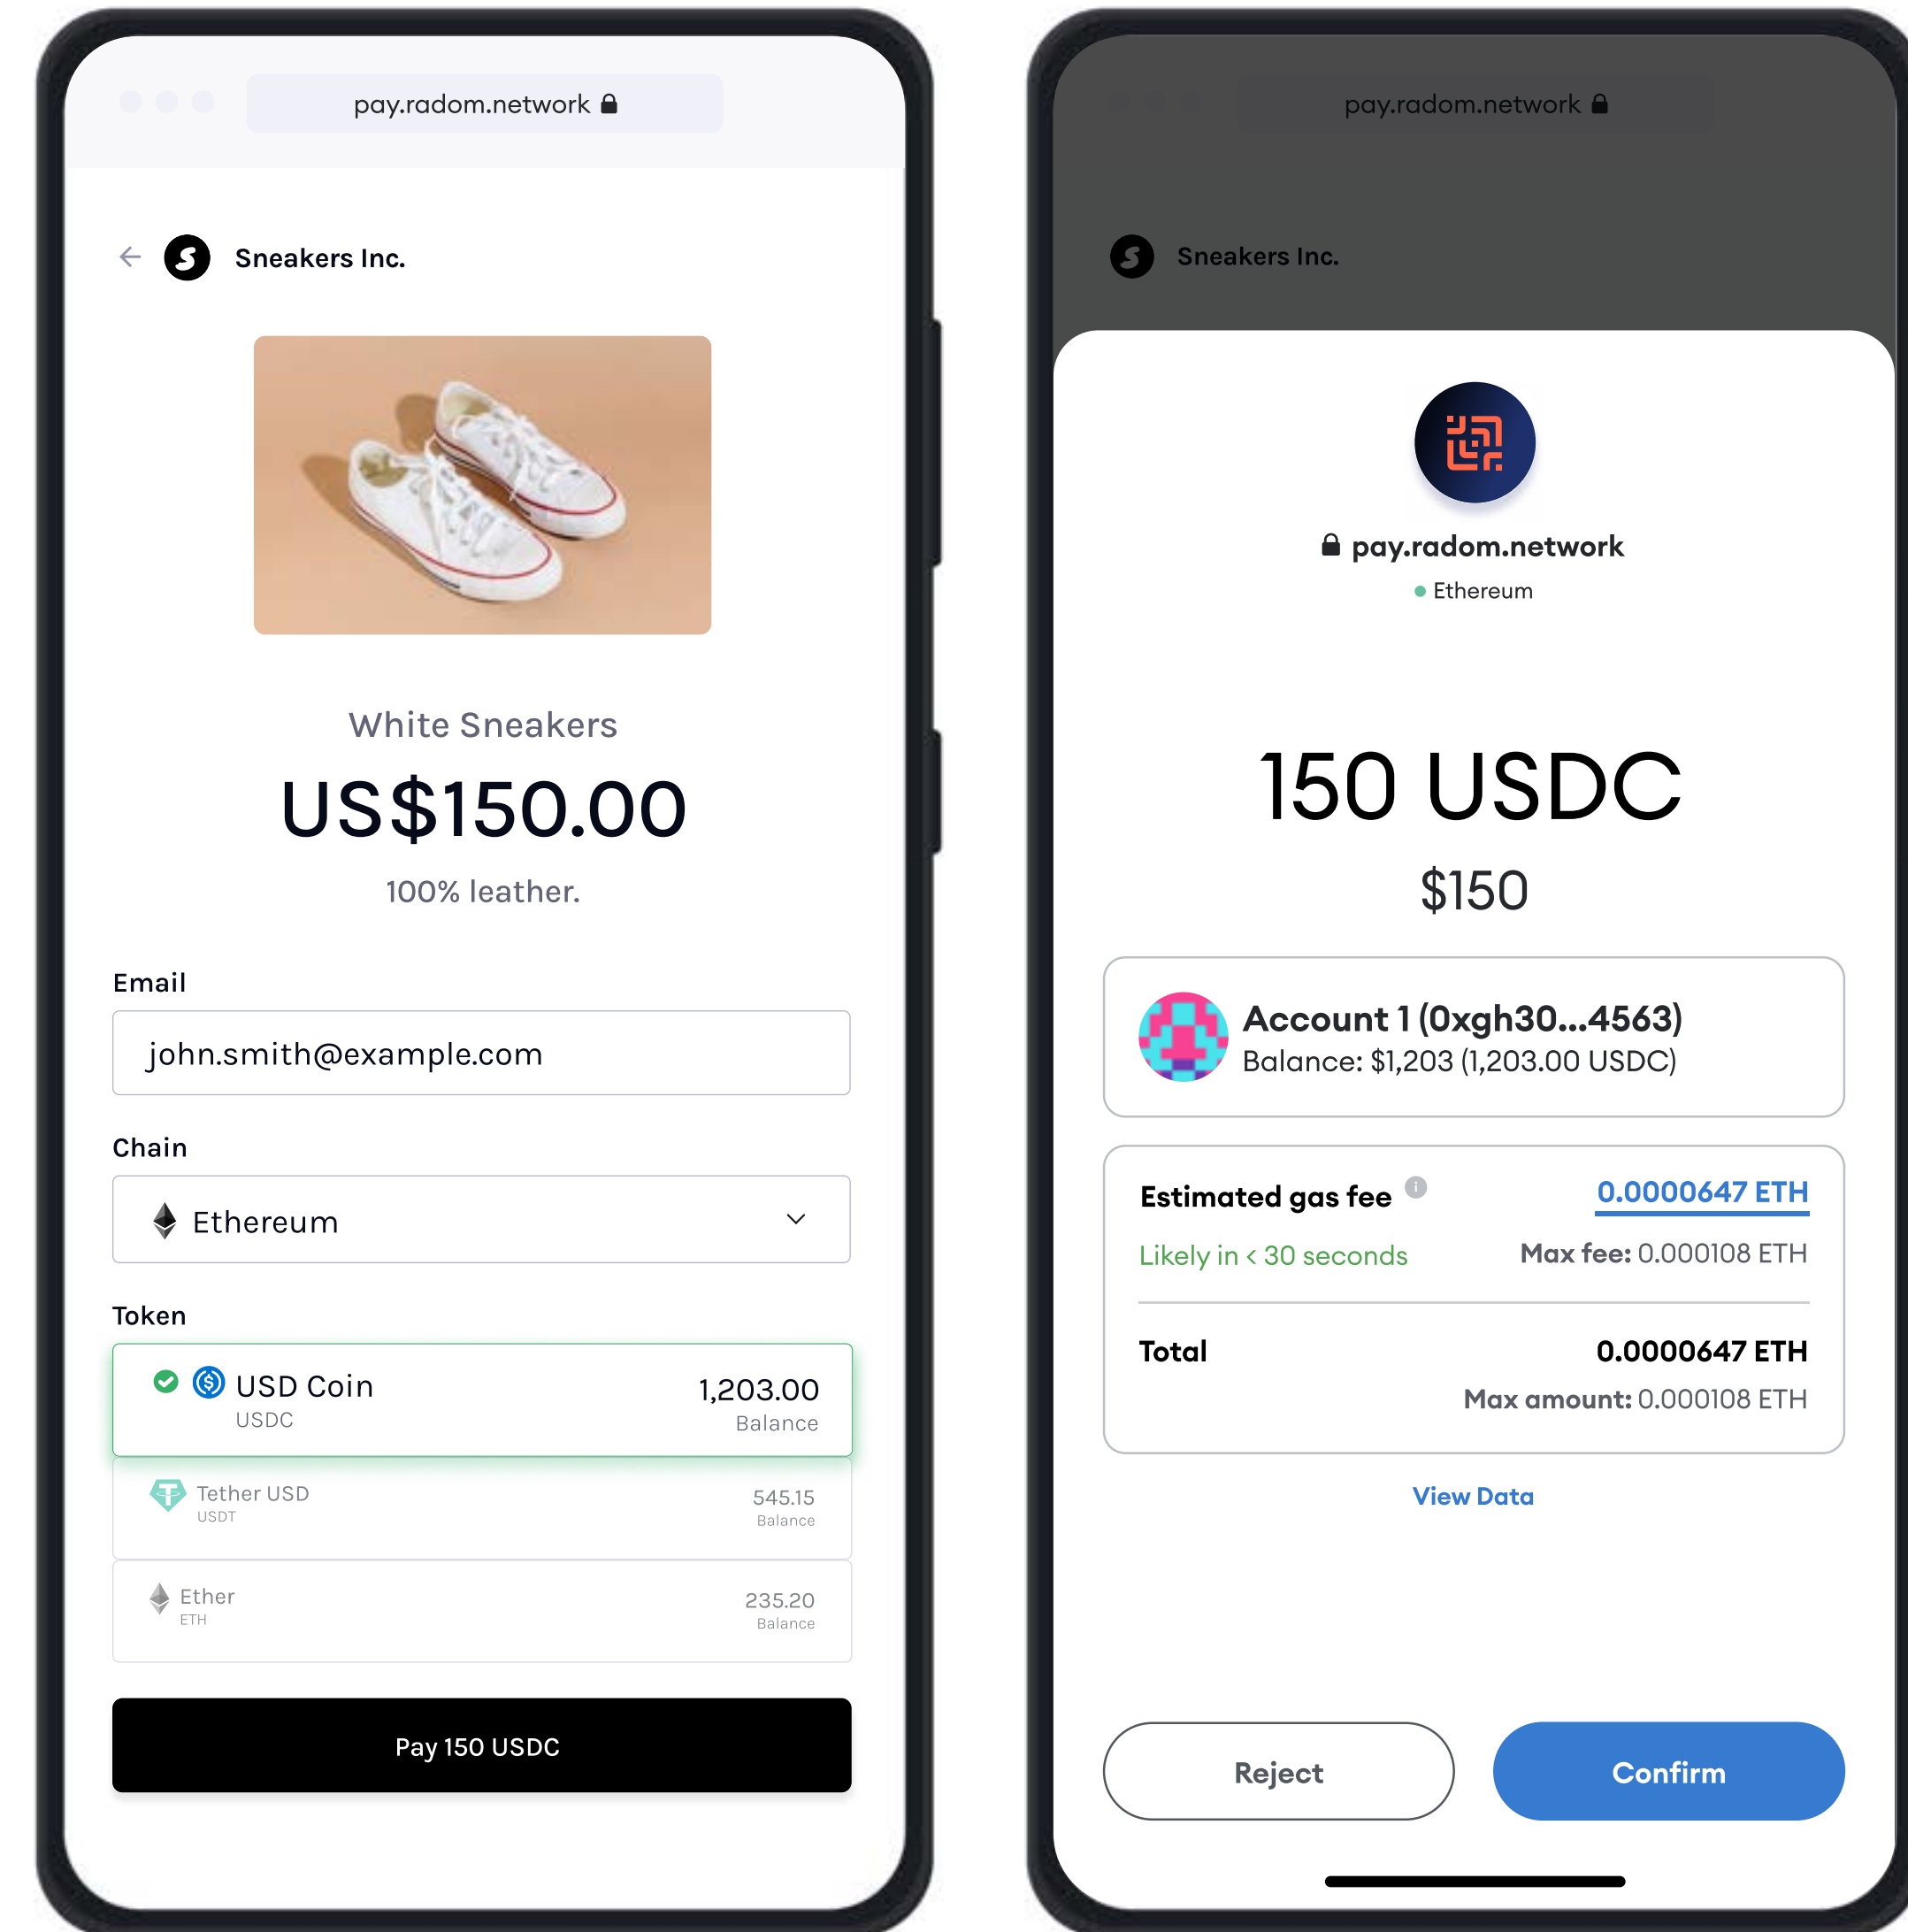 pay.radom.network
Sneakers Inc.
White Sneakers
US$150.00
100% leather.
Email
john.smith@example.com
Chain
Ethereum
Token
USD Coin
USDC
1,203.00
Balance
Tether USD
USDT
545.15
Balance
Ether
ETH
235.20
Balance
Pay 150 USDC
pay.radom.network
Sneakers Inc.
pay.radom.network
Ethereum
150 USDC
$150
Account 1 (0xgh30...4563)
Balance: $1,203 (1,203.00 USDC)
Estimated gas fee
0.0000647 ETH
Likely in < 30 seconds
Max fee: 0.000108 ETH
Total
0.0000647 ETH
Max amount: 0.000108 ETH
View Data
Reject
Confirm